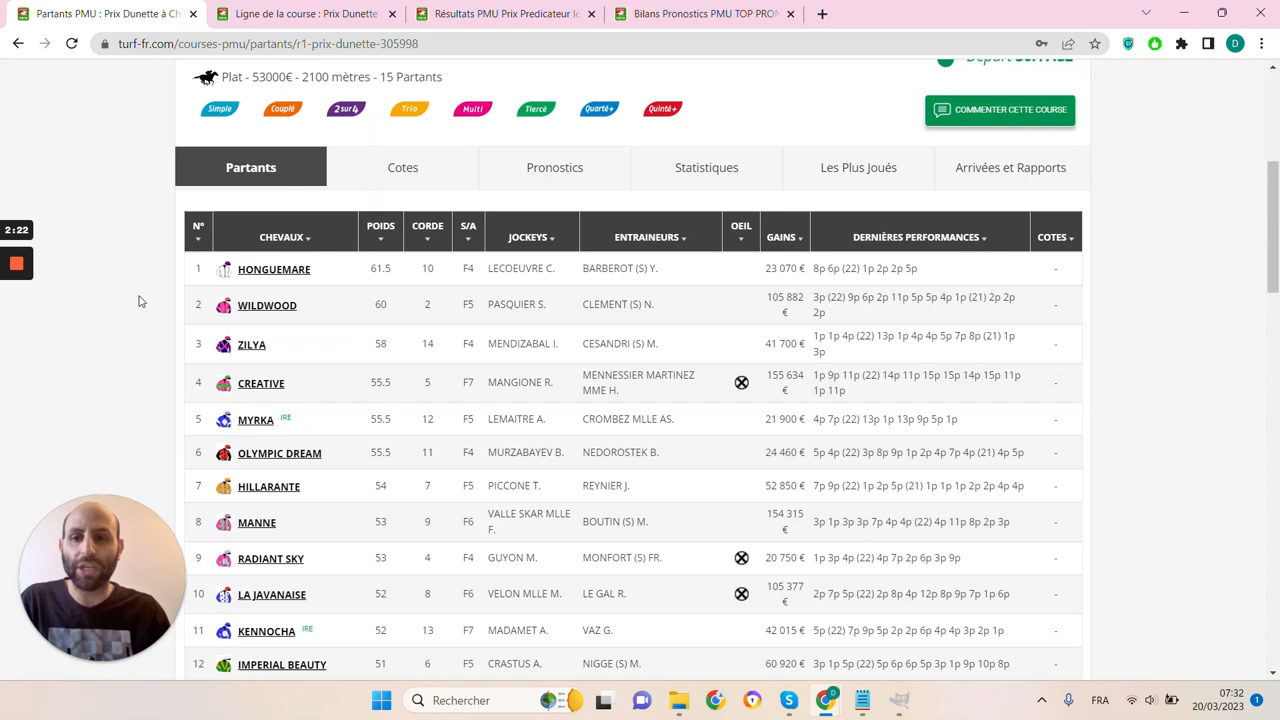 Partants PMU : Prix Dunette à Ch
Ligne de la course : Prix Dunette
Résultats PMU Prix Predicateur le
Bilans Pronostics PMU TOP PRON
turf-fr.com/courses-pmu/partants/r1-prix-dunette-305998
D
Plat - 53000€ - 2100 mètres - 15 Partants
Simple Couplé 2sur4 Trio Multi Tiercé Quarté+ Quinté+
COMMENTER CETTE COURSE
Partants Cotes Pronostics Statistiques Les Plus Joués Arrivées et Rapports
N° CHEVAUX POIDS CORDE S/A JOCKEYS ENTRAINEURS OEIL GAINS DERNIÈRES PERFORMANCES COTES
2:22
1 HONGUEMARE 61.5 10 F4 LECOEUVRE C. BARBEROT (S) Y. 23 070 € 8p 6p (22) 1p 2p 2p 5p -
2 WILDWOOD 60 2 F5 PASQUIER S. CLEMENT (S) N. 105 882 € 3p (22) 9p 6p 2p 11p 5p 5p 4p 1p (21) 2p 2p
2p -
3 ZILYA 58 14 F4 MENDIZABAL I. CESANDRI (S) M. 41 700 € 1p 1p 4p (22) 13p 1p 4p 4p 5p 7p 8p (21) 1p
3p -
4 CREATIVE 55.5 5 F7 MANGIONE R. MENNESSIER MARTINEZ
MME H. 155 634 € 1p 9p 11p (22) 14p 11p 15p 15p 14p 15p 11p
1p 11p -
5 MYRKA IRE 55.5 12 F5 LEMAITRE A. CROMBEZ MLLE AS. 21 900 € 4p 7p (22) 13p 1p 13p 9p 5p 1p -
6 OLYMPIC DREAM 55.5 11 F4 MURZABAYEV B. NEDOROSTEK B. 24 460 € 5p 4p (22) 3p 8p 9p 1p 2p 4p 7p 4p (21) 4p 5p -
7 HILLARANTE 54 7 F5 PICCONE T. REYNIER J. 52 850 € 7p 9p (22) 1p 2p 5p (21) 1p 1p 1p 2p 2p 4p 4p -
8 MANNE 53 9 F6 VALLE SKAR MLLE
F. BOUTIN (S) M. 154 315 € 3p 1p 3p 3p 7p 4p 4p (22) 4p 11p 8p 2p 3p -
9 RADIANT SKY 53 4 F4 GUYON M. MONFORT (S) FR. 20 750 € 1p 3p 4p (22) 4p 7p 2p 6p 3p 9p -
10 LA JAVANAISE 52 8 F6 VELON MLLE M. LE GAL R. 105 377 € 2p 7p 5p (22) 2p 8p 4p 12p 8p 9p 7p 1p 6p -
11 KENNOCHA IRE 52 13 F7 MADAMET A. VAZ G. 42 015 € 5p (22) 7p 9p 5p 2p 2p 6p 4p 4p 3p 2p 1p -
12 IMPERIAL BEAUTY 51 6 F5 CRASTUS A. NIGGE (S) M. 60 920 € 3p 1p 5p (22) 5p 6p 6p 5p 3p 1p 9p 10p 8p -
Rechercher
FRA
07:32
20/03/2023
1